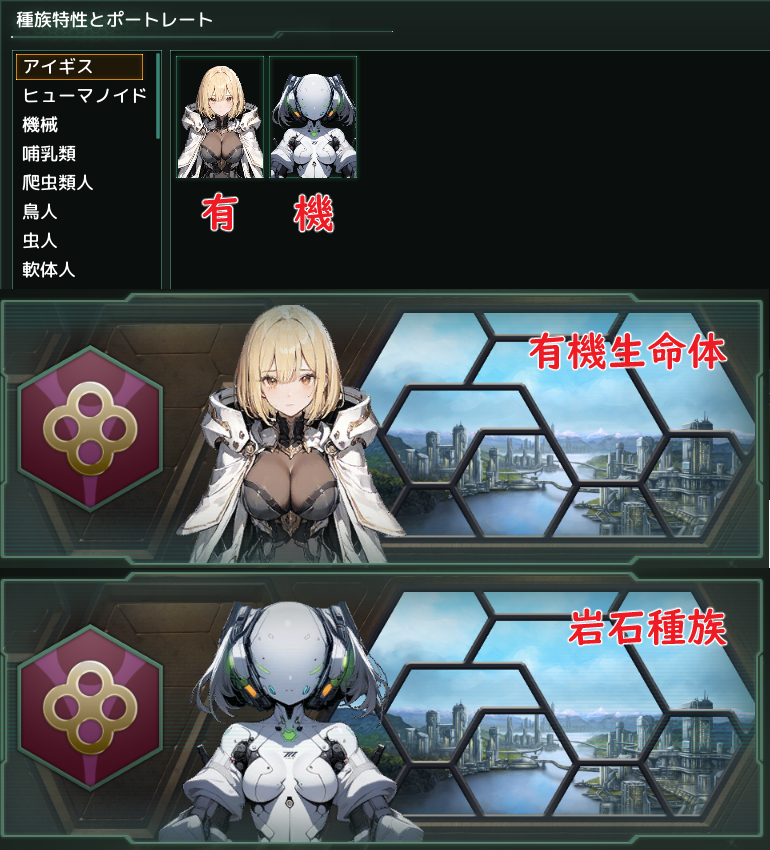 種族特性とポートレート
アイギス
ヒューマノイド
機械
哺乳類
爬虫類人
鳥人
虫人
軟体人
有 機
有機生命体
岩石種族